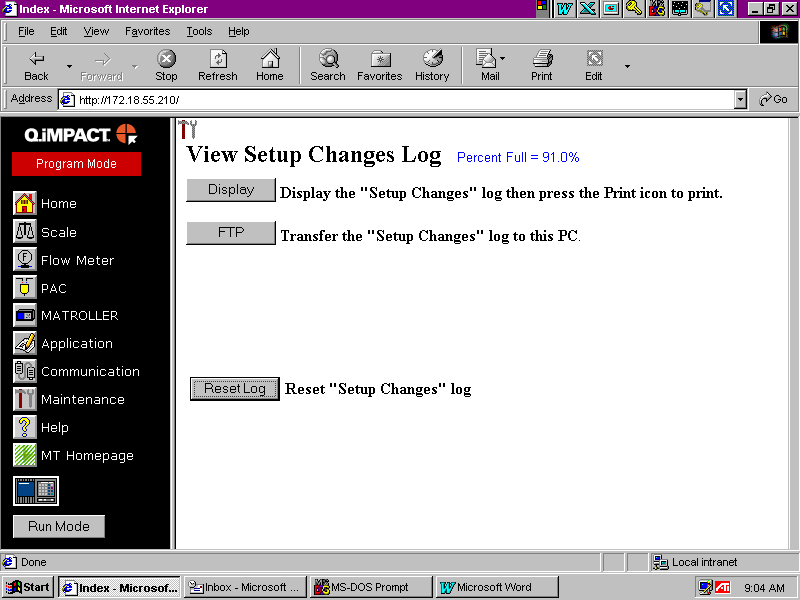 Index - Microsoft Internet Explorer
File Edit View Favorites Tools Help
Back Forward Stop Refresh Home Search Favorites History Mail Print Edit
Address http://172.18.55.210/ Go
Q.iMPACT.
Program Mode
Home
Scale
Flow Meter
PAC
MATROLLER
Application
Communication
Maintenance
Help
MT Homepage
Run Mode
View Setup Changes Log Percent Full = 91.0%
Display Display the "Setup Changes" log then press the Print icon to print.
FTP Transfer the "Setup Changes" log to this PC.
Reset Log Reset "Setup Changes" log
Done Local intranet
Start Index - Microsof... Inbox - Microsoft ... MS-DOS Prompt Microsoft Word 9:04 AM